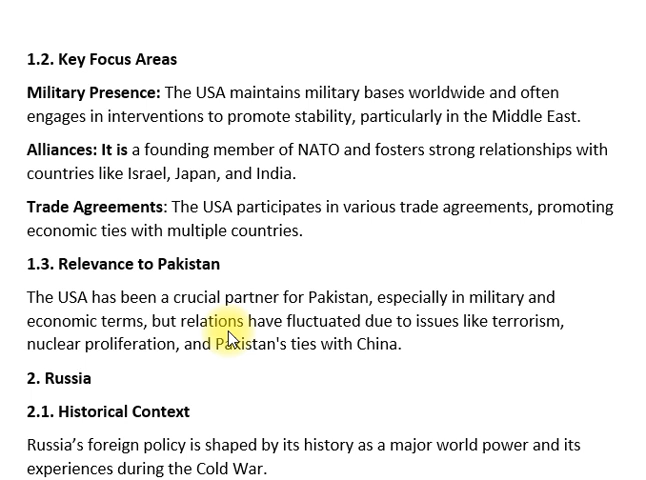 1.2. Key Focus Areas
Military Presence: The USA maintains military bases worldwide and often
engages in interventions to promote stability, particularly in the Middle East.
Alliances: It is a founding member of NATO and fosters strong relationships with
countries like Israel, Japan, and India.
Trade Agreements: The USA participates in various trade agreements, promoting
economic ties with multiple countries.
1.3. Relevance to Pakistan
The USA has been a crucial partner for Pakistan, especially in military and
economic terms, but relations have fluctuated due to issues like terrorism,
nuclear proliferation, and Pakistan's ties with China.
2. Russia
2.1. Historical Context
Russia’s foreign policy is shaped by its history as a major world power and its
experiences during the Cold War.